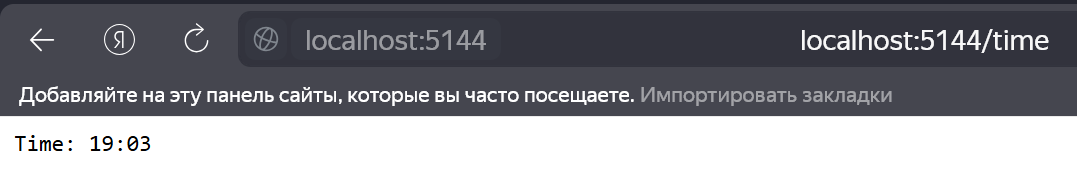 Я localhost:5144 localhost:5144/time
Добавляйте на эту панель сайты, которые вы часто посещаете. Импортировать закладки
Time: 19:03